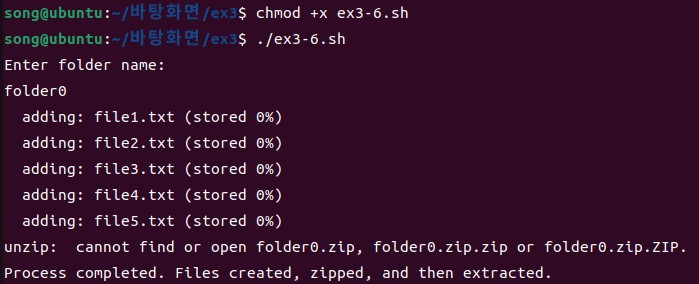 song@ubuntu:~/바탕화면/ex3$ chmod +x ex3-6.sh
song@ubuntu:~/바탕화면/ex3$ ./ex3-6.sh
Enter folder name:
folder0
  adding: file1.txt (stored 0%)
  adding: file2.txt (stored 0%)
  adding: file3.txt (stored 0%)
  adding: file4.txt (stored 0%)
  adding: file5.txt (stored 0%)
unzip:  cannot find or open folder0.zip, folder0.zip.zip or folder0.zip.ZIP.
Process completed. Files created, zipped, and then extracted.